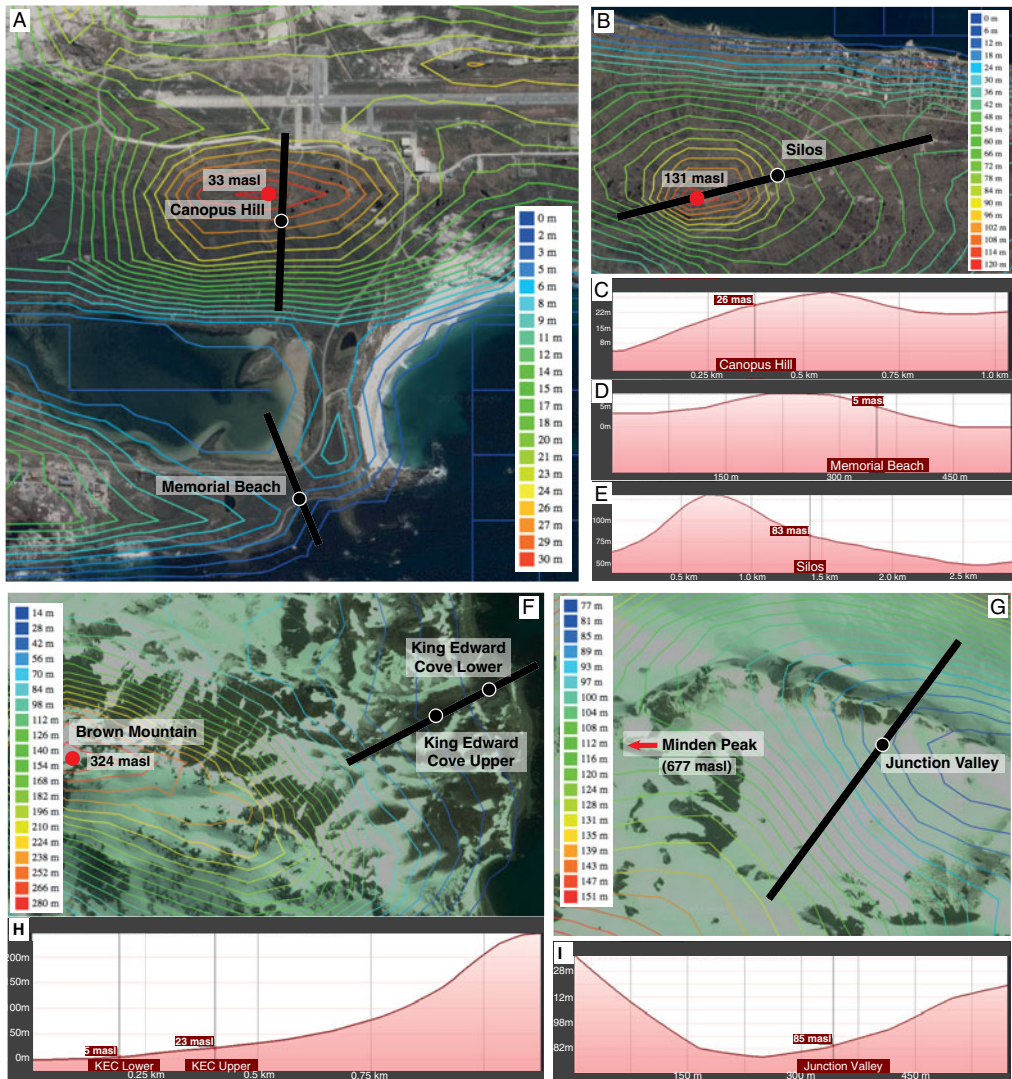 A
33 masl
Canopus Hill
Memorial Beach
0 m
2 m
3 m
5 m
6 m
8 m
9 m
11 m
12 m
14 m
15 m
17 m
18 m
20 m
21 m
23 m
24 m
26 m
27 m
29 m
30 m
B
Silos
131 masl
0 m
6 m
12 m
18 m
24 m
30 m
36 m
42 m
48 m
54 m
60 m
66 m
72 m
78 m
84 m
90 m
96 m
102 m
108 m
114 m
120 m
C
26 mas
22m
15m
8m
Canopus Hill
0.25 km
0.5 km
0.75 km
1.0 km
D
5 masl
5m
0m
Memorial Beach
150 m
300 m
450 m
E
100m
75m
50m
83 masl
Silos
0.5 km
1.0 km
1.5 km
2.0 km
2.5 km
F
14 m
28 m
42 m
56 m
70 m
84 m
98 m
112 m
126 m
140 m
154 m
168 m
182 m
196 m
210 m
224 m
238 m
252 m
266 m
280 m
King Edward
Cove Lower
King Edward
Cove Upper
Brown Mountain
324 masl
G
77 m
81 m
85 m
89 m
93 m
97 m
100 m
104 m
108 m
112 m
116 m
120 m
124 m
128 m
131 m
135 m
139 m
143 m
147 m
151 m
Minden Peak
(677 masl)
Junction Valley
H
200m
50m
00m
50m
0m
5 masl
23 masl
KEC Lower
KEC Upper
0.25 km
0.5 km
0.75 km
I
28m
12m
98m
82m
85 masl
Junction Valley
150 m
300 m
450 m